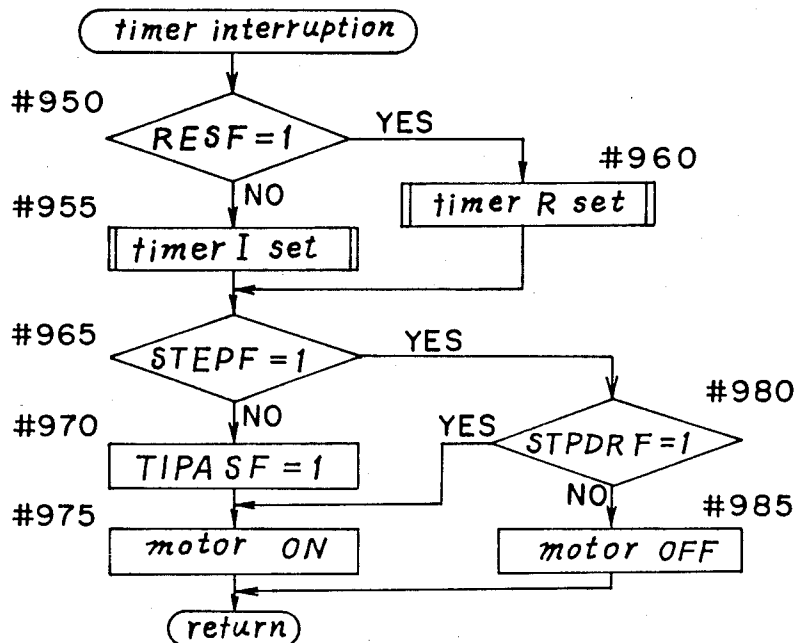 timer interruption
#950
RESF=1
YES
NO
#960
timer R set
#955
timer I set
#965
STEPF=1
YES
NO
#980
STPDRF=1
YES
NO
#970
TIPASF=1
#975
motor ON
#985
motor OFF
return